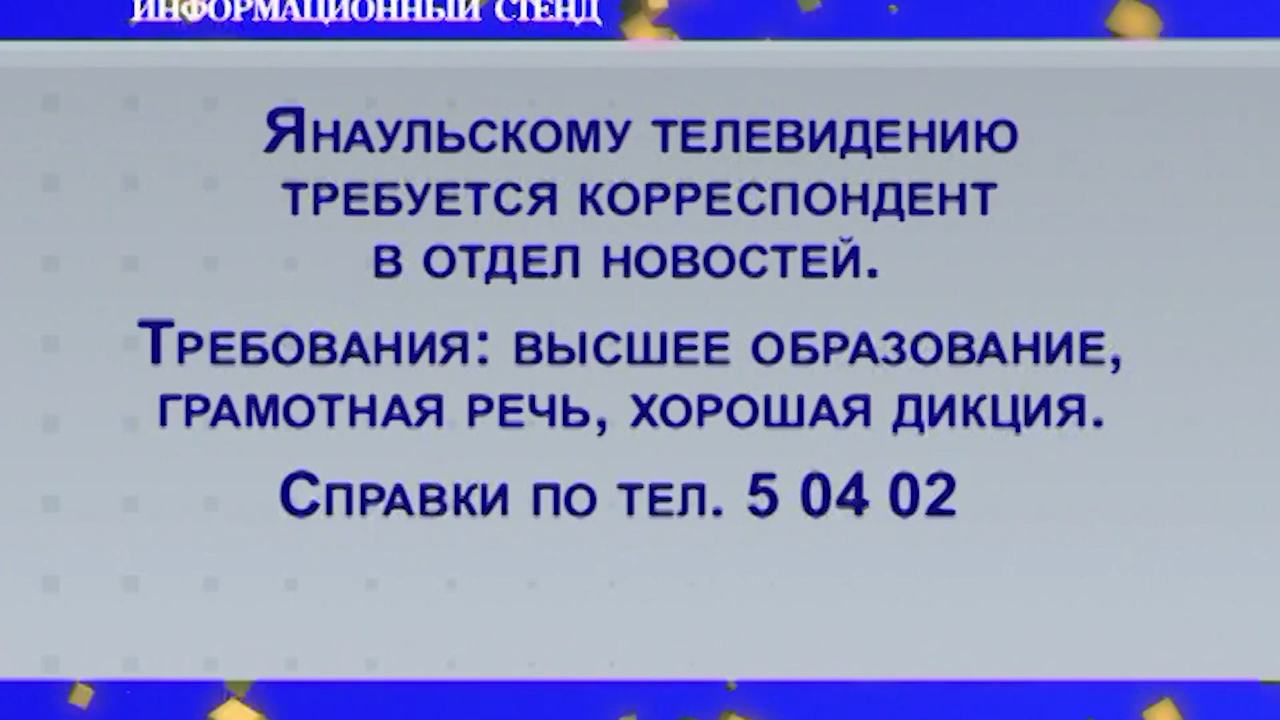 ИНФОРМАЦИОННЫЙ СТЕНД
Янаульскому телевидению
требуется корреспондент
в отдел новостей.
Требования: высшее образование,
грамотная речь, хорошая дикция.
Справки по тел. 5 04 02